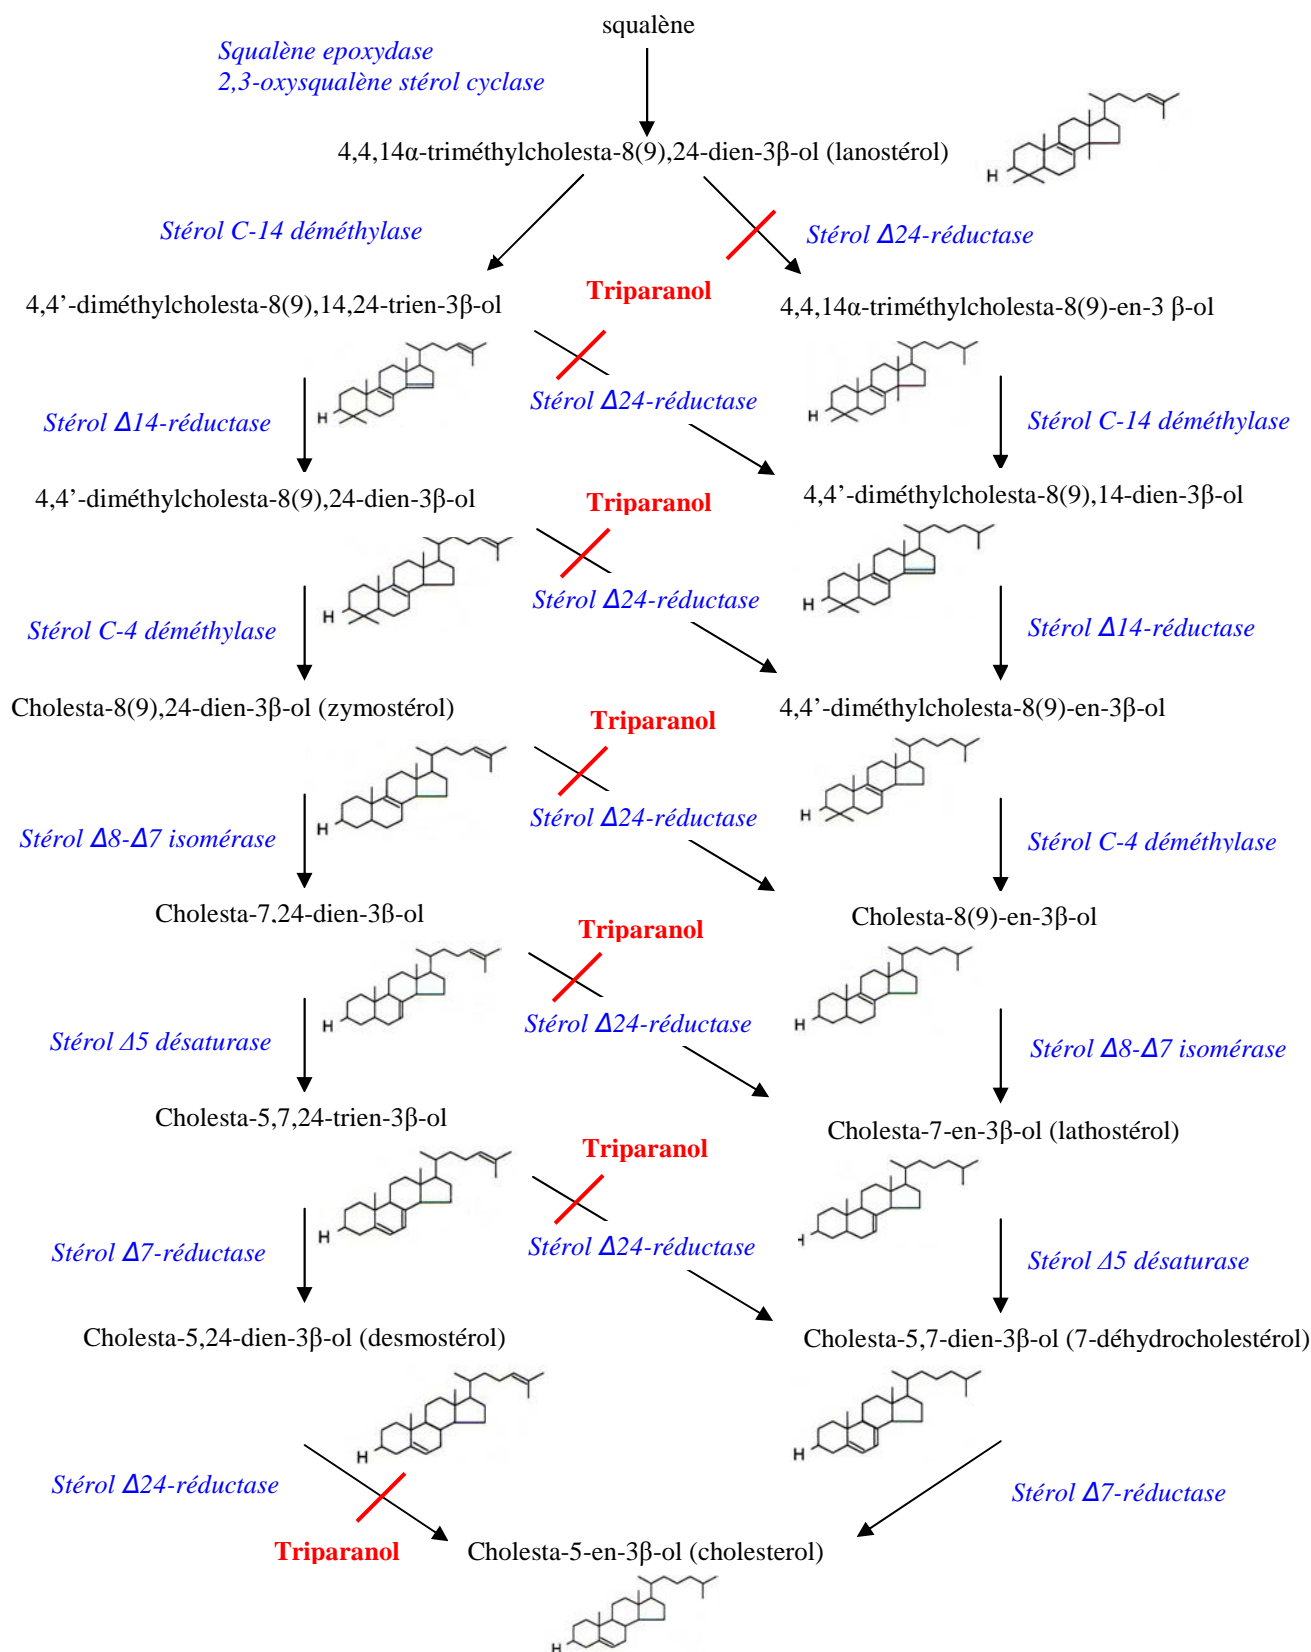 squalène
Squalène epoxydase
2,3-oxysqualène stérol cyclase
4,4,14α-triméthylcholesta-8(9),24-dien-3β-ol (lanostérol)
H
Stérol C-14 déméthylase
Stérol Δ24-réductase
Triparanol
4,4’-diméthylcholesta-8(9),14,24-trien-3β-ol
4,4,14α-triméthylcholesta-8(9)-en-3 β-ol
H
H
Stérol Δ24-réductase
Stérol Δ14-réductase
Stérol C-14 déméthylase
4,4’-diméthylcholesta-8(9),24-dien-3β-ol
Triparanol
4,4’-diméthylcholesta-8(9),14-dien-3β-ol
H
H
Stérol Δ24-réductase
Stérol C-4 déméthylase
Stérol Δ14-réductase
Cholesta-8(9),24-dien-3β-ol (zymostérol)
Triparanol
4,4’-diméthylcholesta-8(9)-en-3β-ol
H
H
Stérol Δ24-réductase
Stérol Δ8-Δ7 isomérase
Stérol C-4 déméthylase
Cholesta-7,24-dien-3β-ol
Triparanol
Cholesta-8(9)-en-3β-ol
H
H
Stérol Δ24-réductase
Stérol Δ5 désaturase
Stérol Δ8-Δ7 isomérase
Cholesta-5,7,24-trien-3β-ol
Triparanol
Cholesta-7-en-3β-ol (lathostérol)
H
H
Stérol Δ24-réductase
Stérol Δ7-réductase
Stérol Δ5 désaturase
Cholesta-5,24-dien-3β-ol (desmostérol)
Cholesta-5,7-dien-3β-ol (7-déhydrocholestérol)
H
H
Stérol Δ24-réductase
Stérol Δ7-réductase
Triparanol
Cholesta-5-en-3β-ol (cholesterol)
H